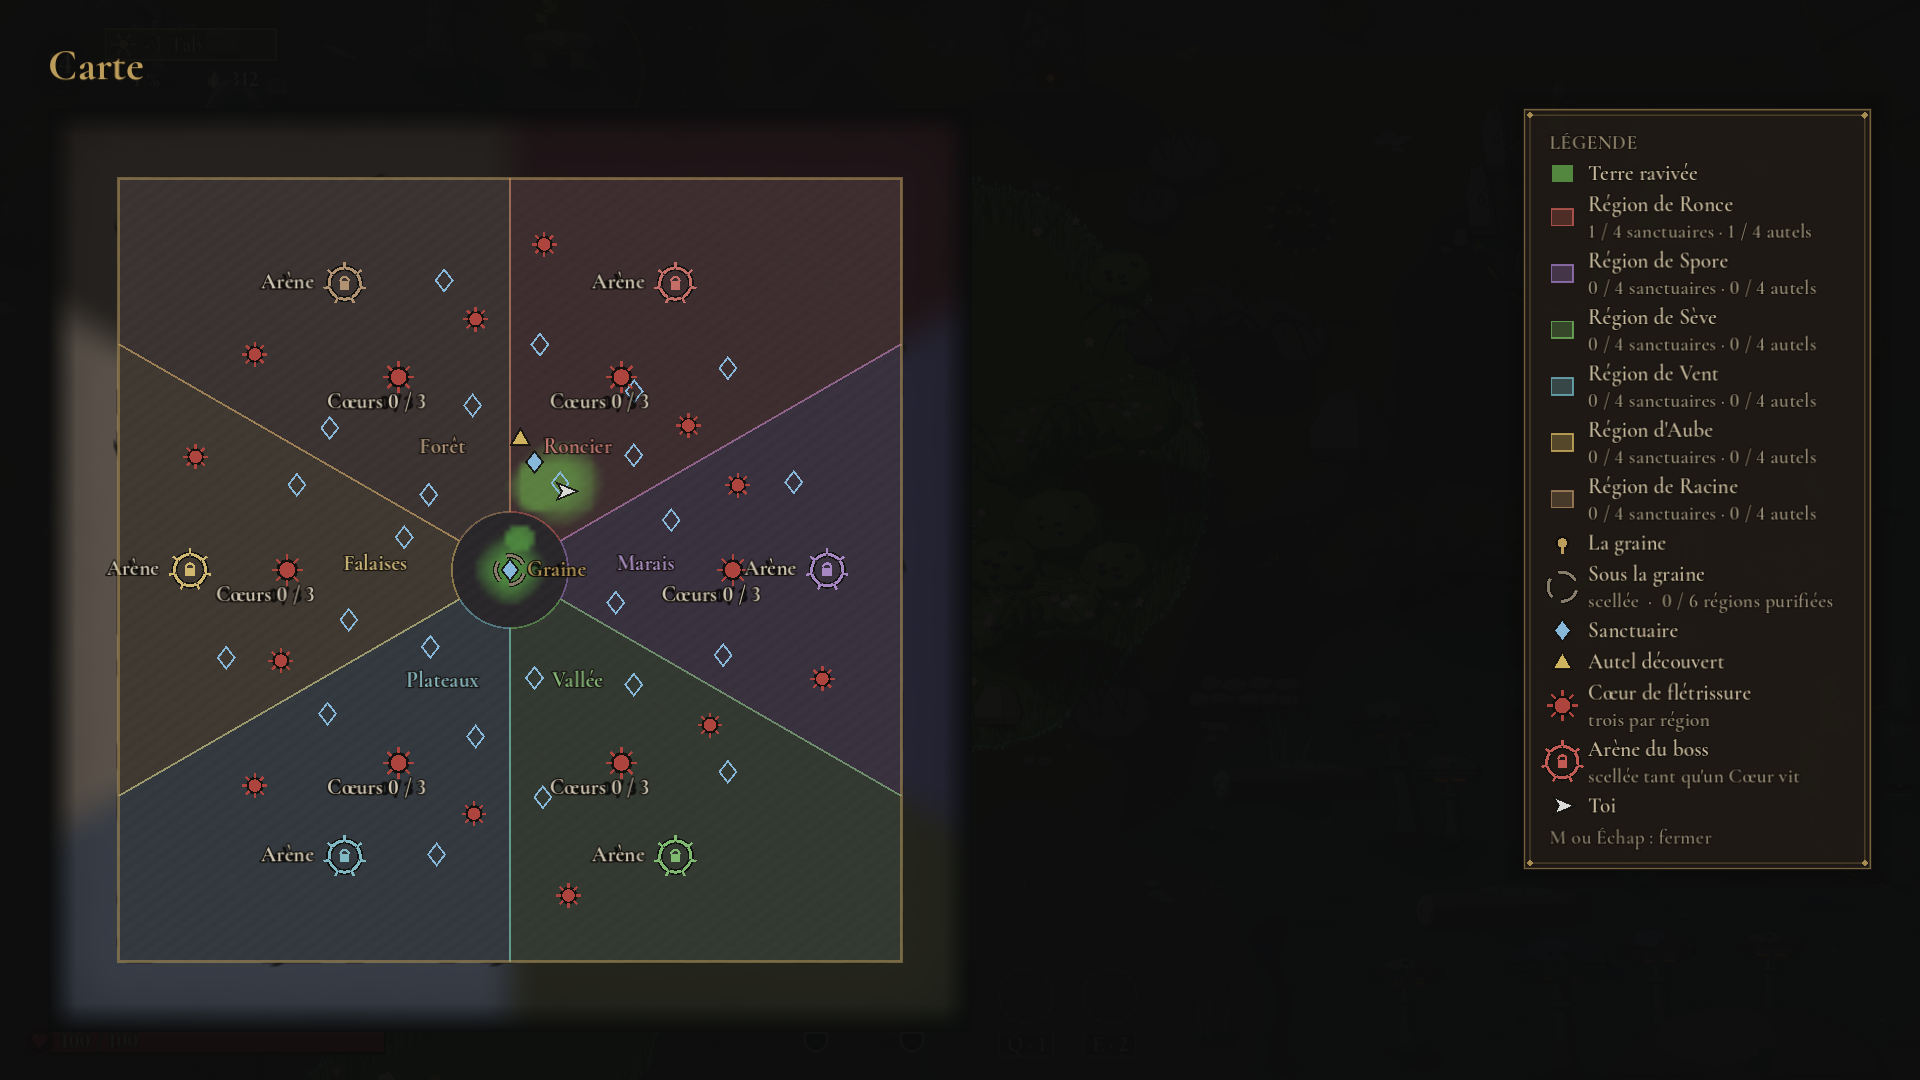 Tab
Carte
312
Arène
Arène
Cœurs 0 / 3
Cœurs 0 / 3
Forêt
Roncier
Arène
Falaises
Graine
Marais
Arène
Cœurs 0 / 3
Cœurs 0 / 3
Plateaux
Vallée
Cœurs 0 / 3
Cœurs 0 / 3
Arène
Arène
100 100
Q · 1
E · 2
LÉGENDE
Terre ravivée
Région de Ronce
1 / 4 sanctuaires · 1 / 4 autels
Région de Spore
0 / 4 sanctuaires · 0 / 4 autels
Région de Sève
0 / 4 sanctuaires · 0 / 4 autels
Région de Vent
0 / 4 sanctuaires · 0 / 4 autels
Région d'Aube
0 / 4 sanctuaires · 0 / 4 autels
Région de Racine
0 / 4 sanctuaires · 0 / 4 autels
La graine
Sous la graine
scellée · 0 / 6 régions purifiées
Sanctuaire
Autel découvert
Cœur de flétrissure
trois par région
Arène du boss
scellée tant qu'un Cœur vit
Toi
M ou Échap : fermer